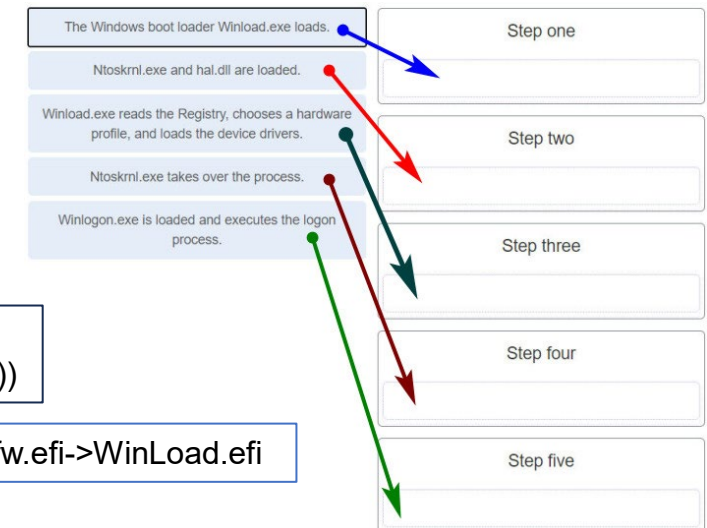 The Windows boot loader Winload.exe loads.
Ntoskrnl.exe and hal.dll are loaded.
Winload.exe reads the Registry, chooses a hardware
profile, and loads the device drivers.
Ntoskrnl.exe takes over the process.
Winlogon.exe is loaded and executes the logon
process.
Step one
Step two
Step three
Step four
Step five
))
w.efi->WinLoad.efi